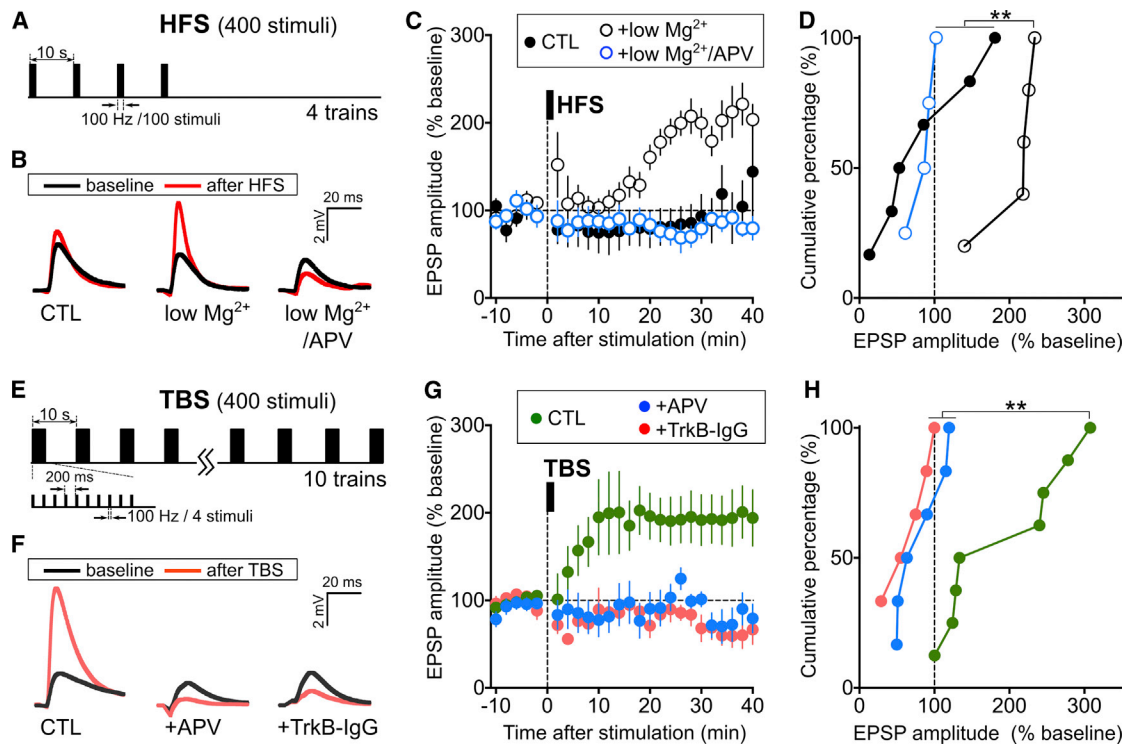 A
HFS (400 stimuli)
10 s
100 Hz /100 stimuli
4 trains
B
baseline
after HFS
20 ms
2 mV
CTL
low Mg2+
low Mg2+
/APV
C
CTL
+low Mg2+
+low Mg2+/APV
HFS
EPSP amplitude (% baseline)
300
200
100
0
-10
0
10
20
30
40
Time after stimulation (min)
D
**
Cumulative percentage (%)
100
50
0
0
100
200
300
EPSP amplitude (% baseline)
E
TBS (400 stimuli)
10 s
10 trains
200 ms
100 Hz / 4 stimuli
F
baseline
after TBS
20 ms
2 mV
CTL
+APV
+TrkB-IgG
G
CTL
+APV
+TrkB-IgG
TBS
EPSP amplitude (% baseline)
300
200
100
0
-10
0
10
20
30
40
Time after stimulation (min)
H
**
Cumulative percentage (%)
100
50
0
0
100
200
300
EPSP amplitude (% baseline)